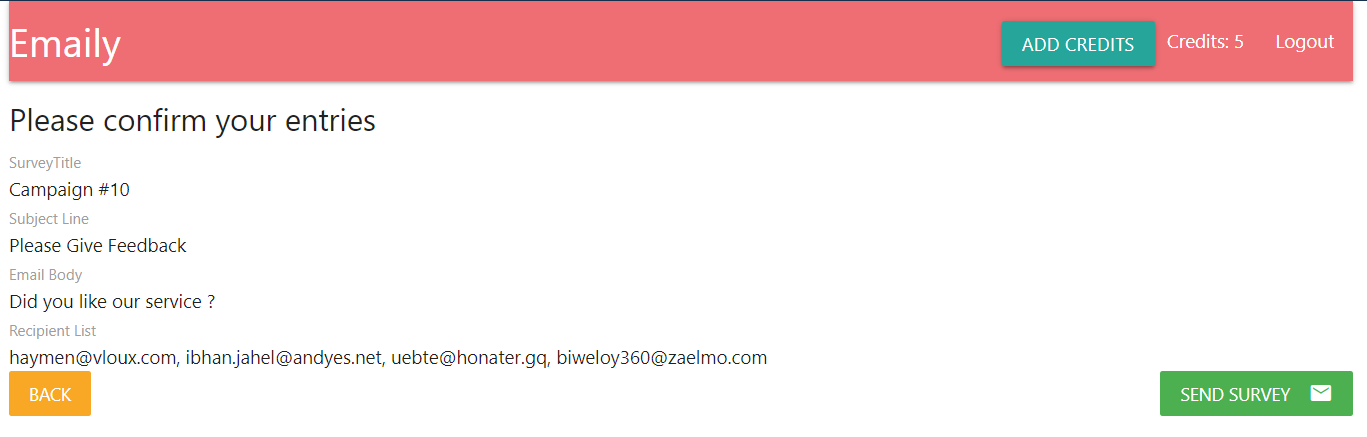 Emaily
ADD CREDITS
Credits: 5
Logout
Please confirm your entries
SurveyTitle
Campaign #10
Subject Line
Please Give Feedback
Email Body
Did you like our service ?
Recipient List
haymen@vloux.com, ibhan.jahel@andyes.net, uebte@honater.gq, biweloy360@zaelmo.com
BACK
SEND SURVEY